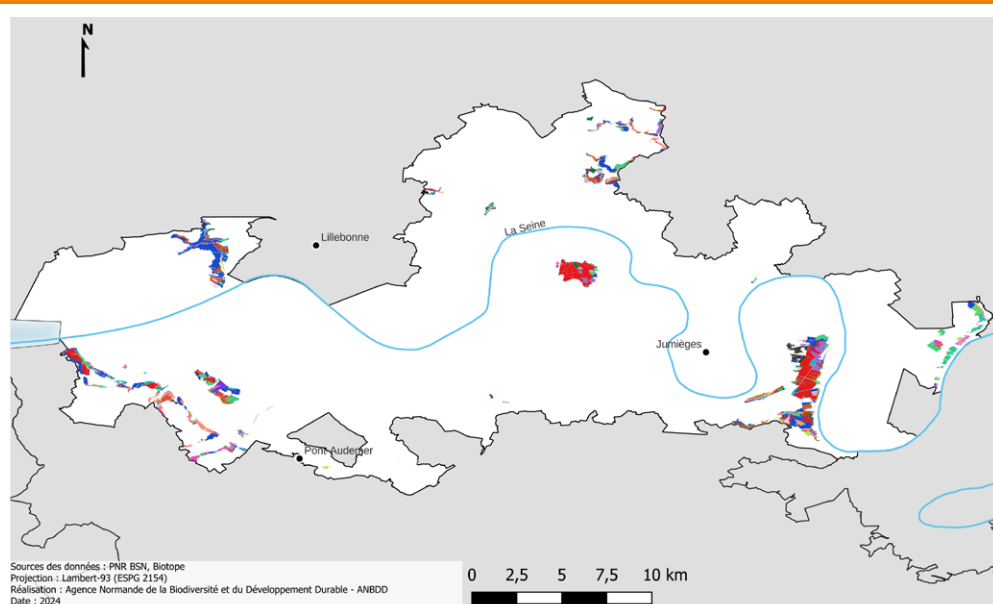 N
La Seine
Lillebonne
Jumièges
Pont Audemer
Sources des données : PNR BSN, Biotope
Projection : Lambert-93 (ESPG 2154)
Réalisation : Agence Normande de la Biodiversité et du Développement Durable - ANBDD
Date : 2024
0 2,5 5 7,5 10 km